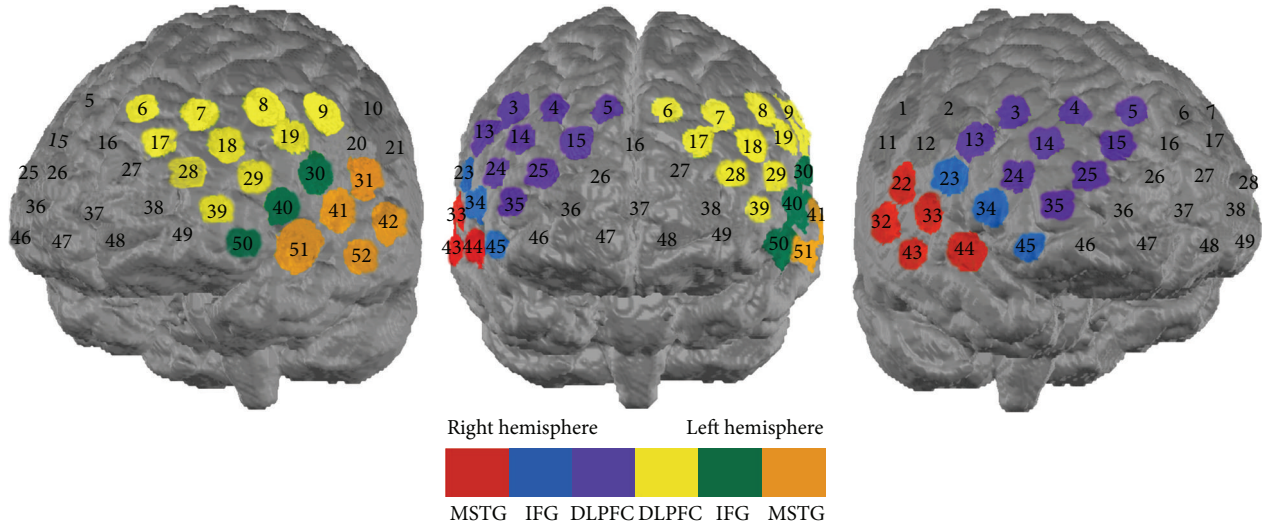 5 6 7 8 9 10
15 16 17 18 19 20 21
25 26 27 28 29 30 31
36 37 38 39 40 41 42
46 47 48 49 50 51 52
3 4 5 6 7 8 9
13 14 15 16 17 18 19
23 24 25 26 27 28 29 30
33 34 35 36 37 38 39 40 41
43 44 45 46 47 48 49 50 51
1 2 3 4 5 6 7
11 12 13 14 15 16 17
22 23 24 25 26 27 28
32 33 34 35 36 37 38
43 44 45 46 47 48 49
Right hemisphere Left hemisphere
MSTG IFG DLPFC DLPFC IFG MSTG